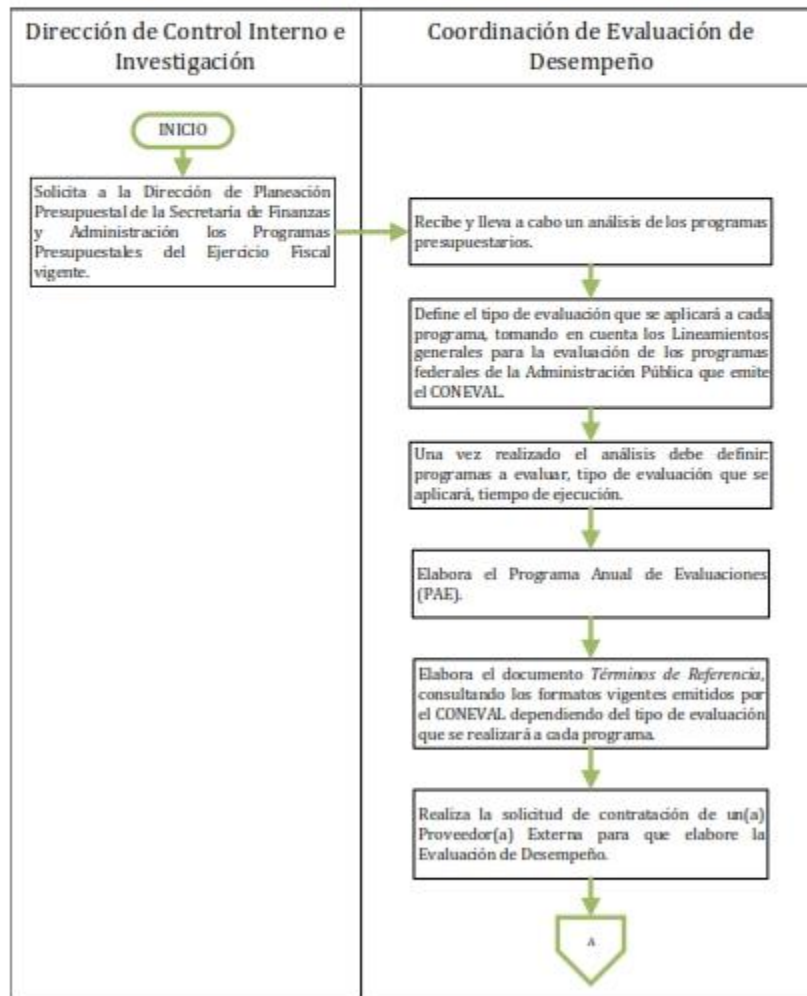 Dirección de Control Interno e
Investigación
Coordinación de Evaluación de
Desempeño
INICIO
Solicita a la Dirección de Planeación
Presupuestal de la Secretaría de Finanzas
y Administración los Programas
Presupuestales del Ejercicio Fiscal
vigente.
Recibe y lleva a cabo un análisis de los programas
presupuestarios.
Define el tipo de evaluación que se aplicará a cada
programa, tomando en cuenta los Lineamientos
generales para la evaluación de los programas
federales de la Administración Pública que emite
el CONEVAL.
Una vez realizado el análisis debe definir:
programas a evaluar, tipo de evaluación que se
aplicará, tiempo de ejecución.
Elabora el Programa Anual de Evaluaciones
(PAE).
Elabora el documento Términos de Referencia,
consultando los formatos vigentes emitidos por
el CONEVAL dependiendo del tipo de evaluación
que se realizará a cada programa.
Realiza la solicitud de contratación de un(a)
Proveedor(a) Externa para que elabore la
Evaluación de Desempeño.
A